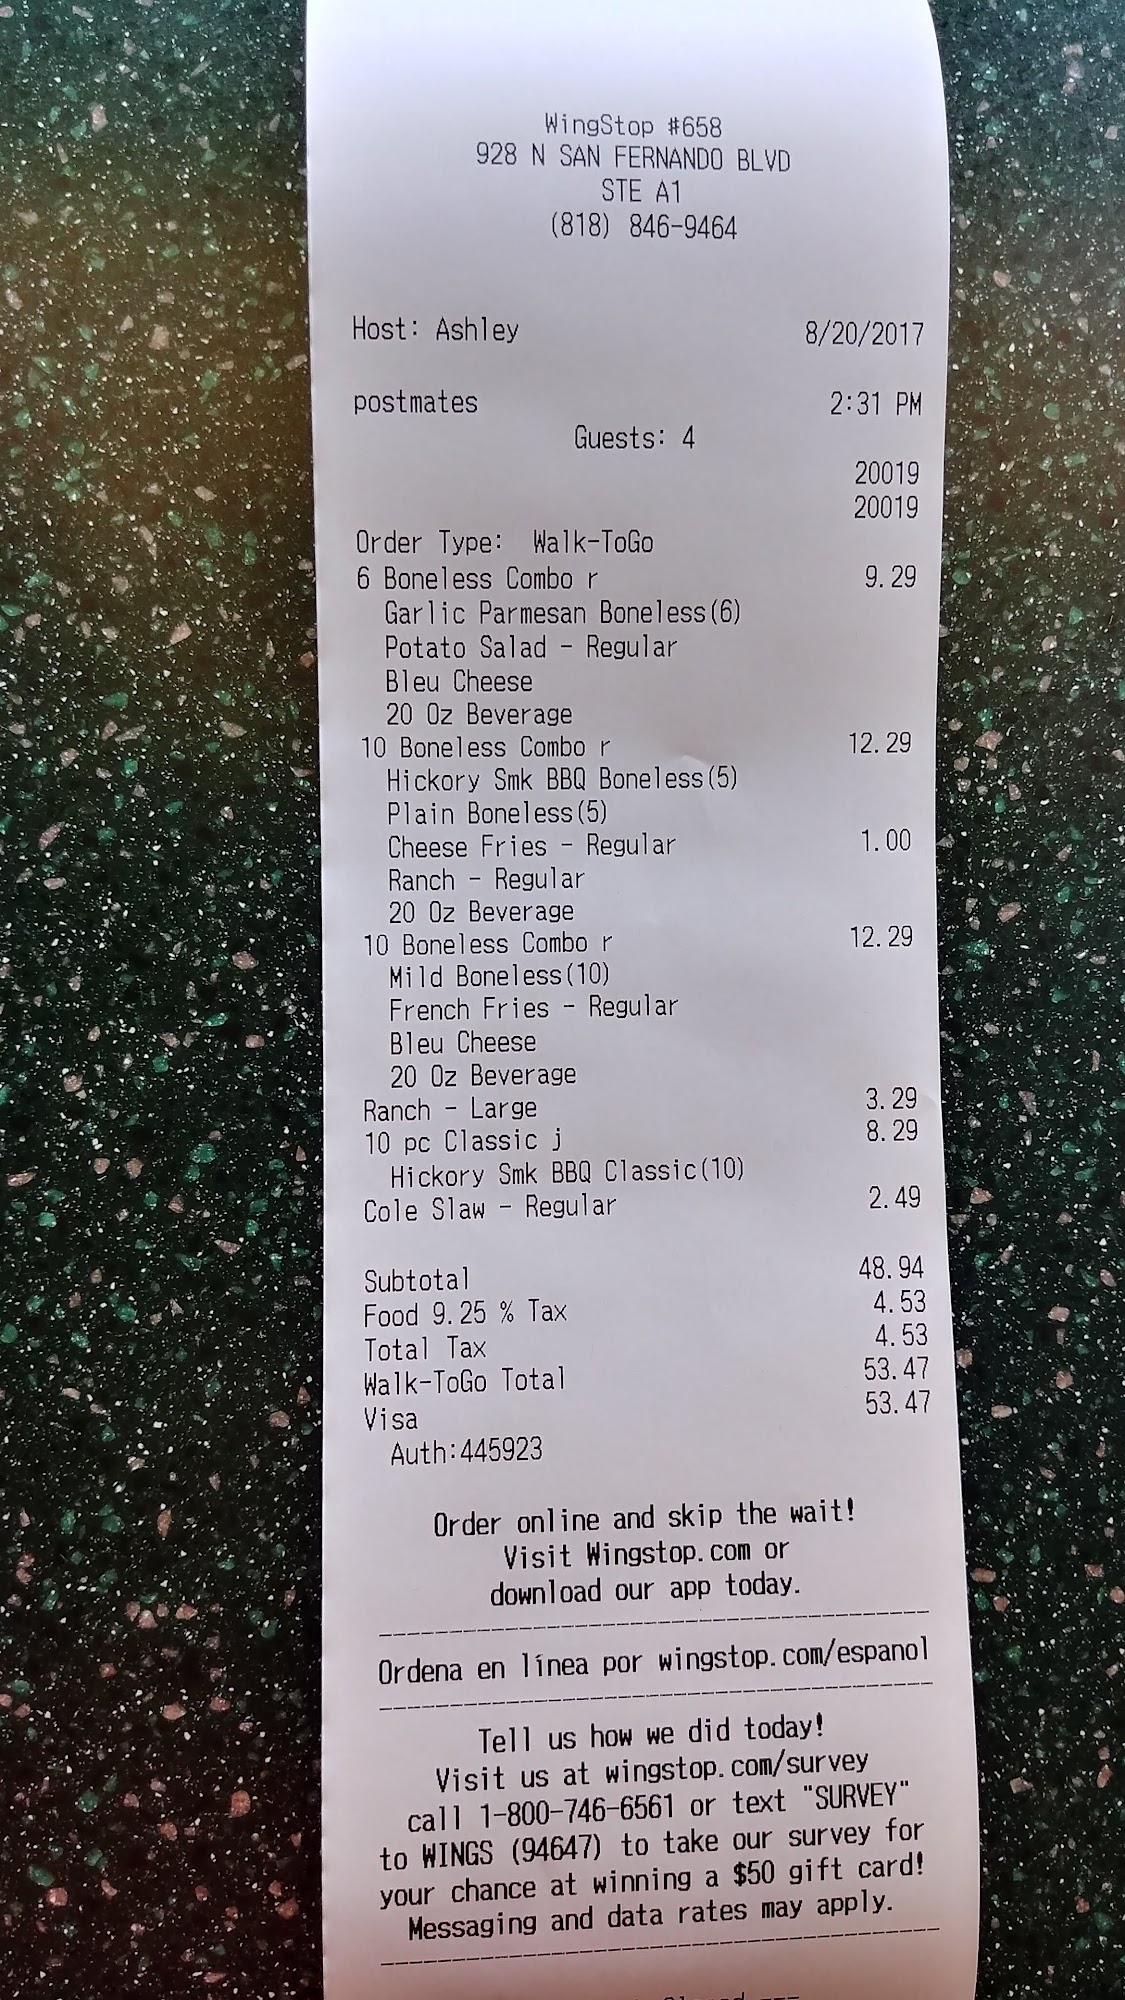 WingStop #658
928 N SAN FERNANDO BLVD
STE A1
(818) 846-9464
Host: Ashley 8/20/2017
postmates 2:31 PM
Guests: 4
20019
20019
Order Type: Walk-ToGo
6 Boneless Combo r 9.29
Garlic Parmesan Boneless(6)
Potato Salad - Regular
Bleu Cheese
20 Oz Beverage
10 Boneless Combo r 12.29
Hickory Smk BBQ Boneless(5)
Plain Boneless(5)
Cheese Fries - Regular 1.00
Ranch - Regular
20 Oz Beverage
10 Boneless Combo r 12.29
Mild Boneless(10)
French Fries - Regular
Bleu Cheese
20 Oz Beverage
Ranch - Large 3.29
10 pc Classic j 8.29
Hickory Smk BBQ Classic(10)
Cole Slaw - Regular 2.49
Subtotal 48.94
Food 9.25 % Tax 4.53
Total Tax 4.53
Walk-ToGo Total 53.47
Visa 53.47
Auth:445923
Order online and skip the wait!
Visit Wingstop.com or
download our app today.
Ordena en línea por wingstop.com/espanol
Tell us how we did today!
Visit us at wingstop.com/survey
call 1-800-746-6561 or text "SURVEY"
to WINGS (94647) to take our survey for
your chance at winning a $50 gift card!
Messaging and data rates may apply.